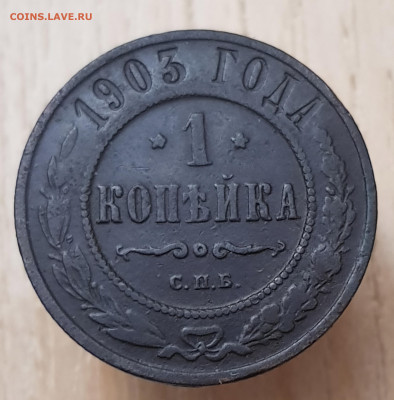 COINS.LAVE.RU
1903 ГОДА
* 1 *
КОПѢЙКА
С.П.Б.